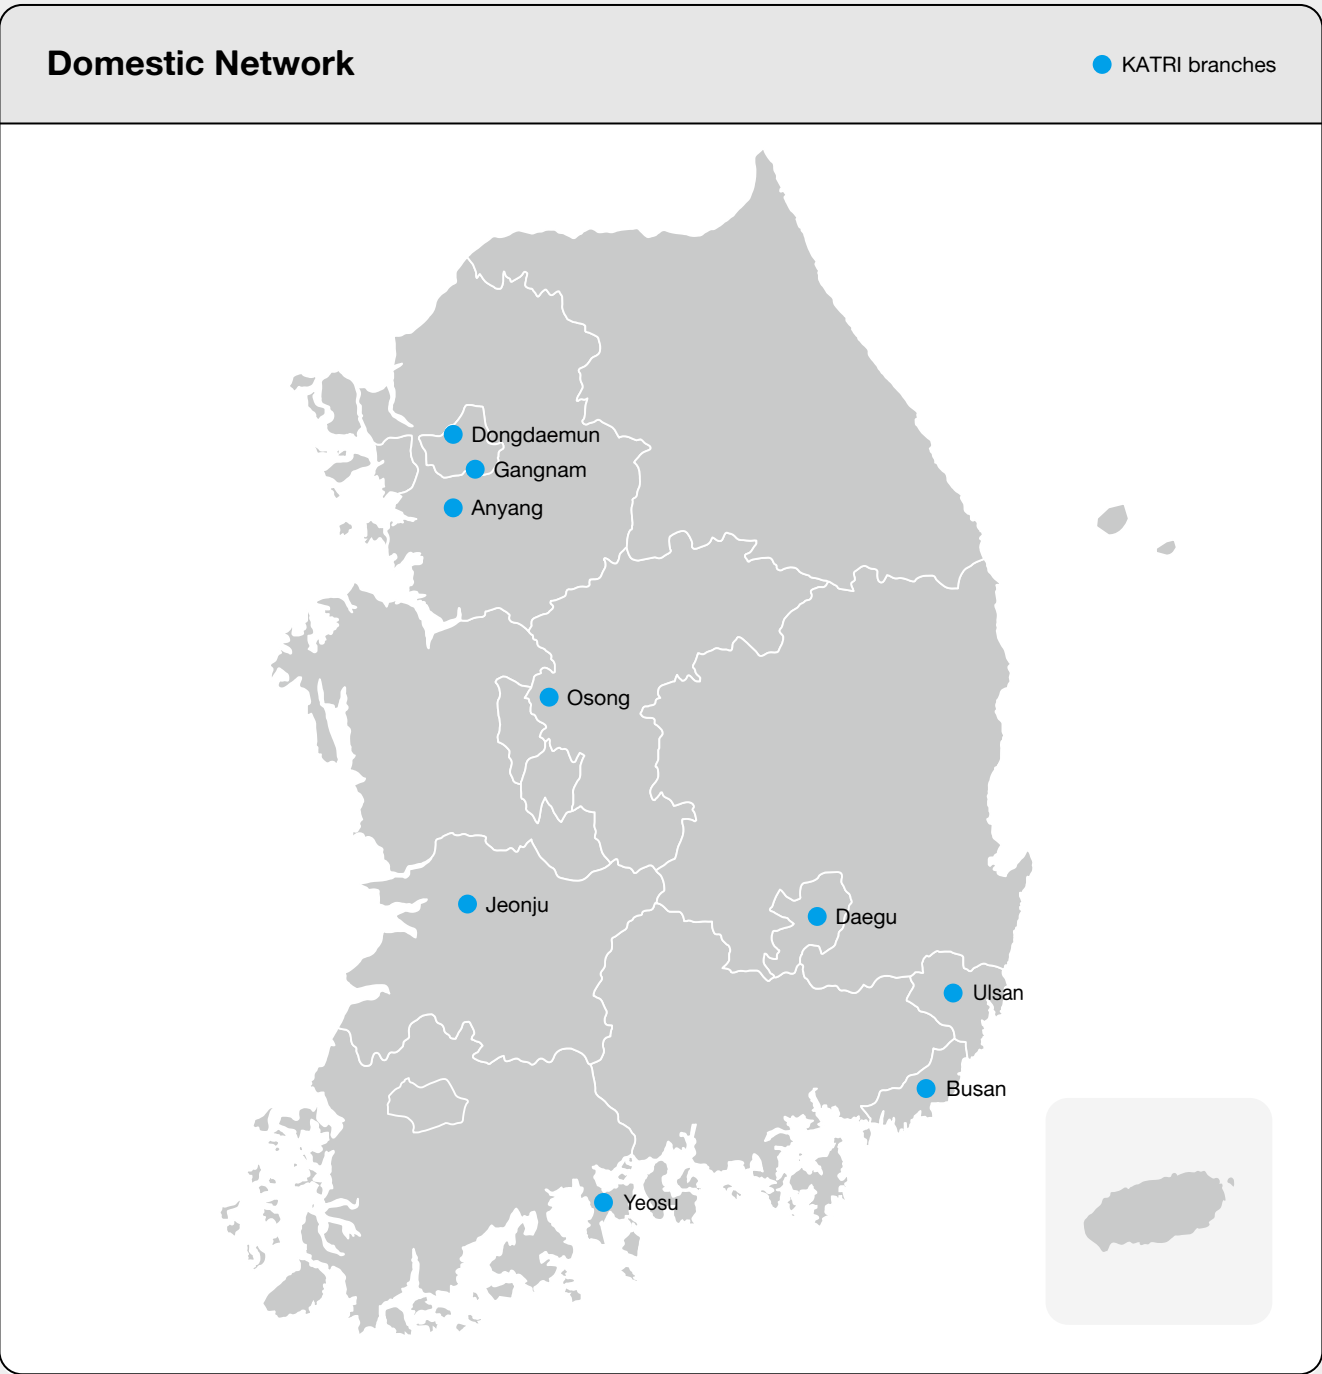 Domestic Network
KATRI branches
Dongdaemun
Gangnam
Anyang
Osong
Jeonju
Daegu
Ulsan
Busan
Yeosu